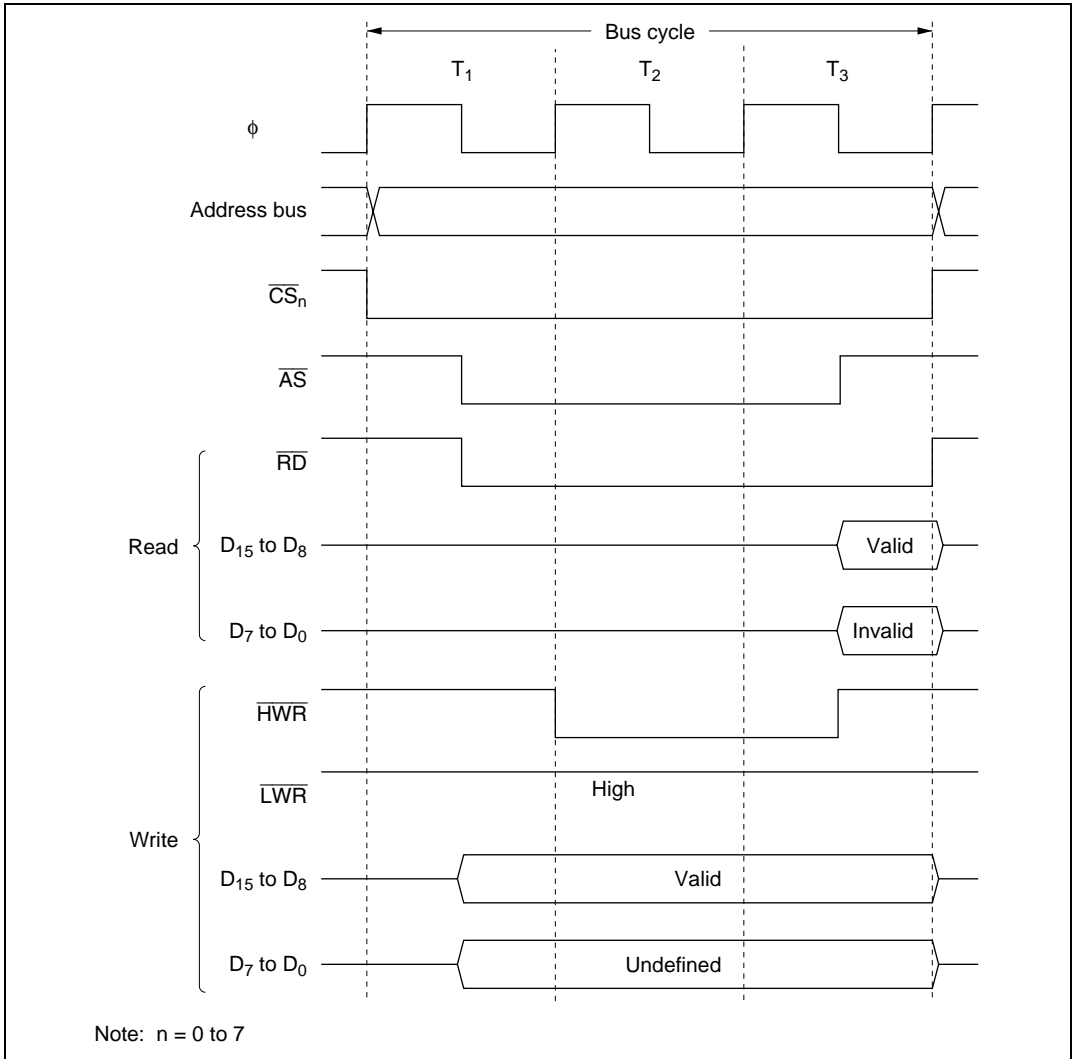 Bus cycle
T1 T2 T3
ϕ
Address bus
CSn
AS
RD
Read
D15 to D8 Valid
D7 to D0 Invalid
HWR
LWR High
Write
D15 to D8 Valid
D7 to D0 Undefined
Note: n = 0 to 7